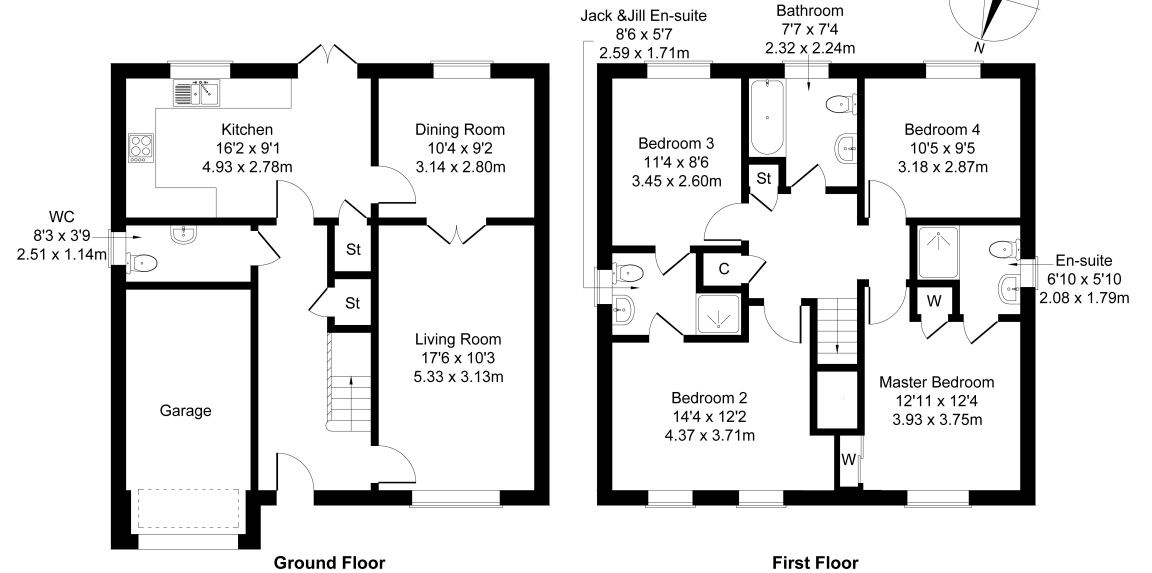 Jack &Jill En-suite
8'6 x 5'7
2.59 x 1.71m
Bathroom
7'7 x 7'4
2.32 x 2.24m
N
Kitchen
16'2 x 9'1
4.93 x 2.78m
Dining Room
10'4 x 9'2
3.14 x 2.80m
WC
8'3 x 3'9
2.51 x 1.14m
St
St
Living Room
17'6 x 10'3
5.33 x 3.13m
Garage
Ground Floor
Bedroom 3
11'4 x 8'6
3.45 x 2.60m
St
Bedroom 4
10'5 x 9'5
3.18 x 2.87m
C
W
En-suite
6'10 x 5'10
2.08 x 1.79m
Bedroom 2
14'4 x 12'2
4.37 x 3.71m
Master Bedroom
12'11 x 12'4
3.93 x 3.75m
W
First Floor